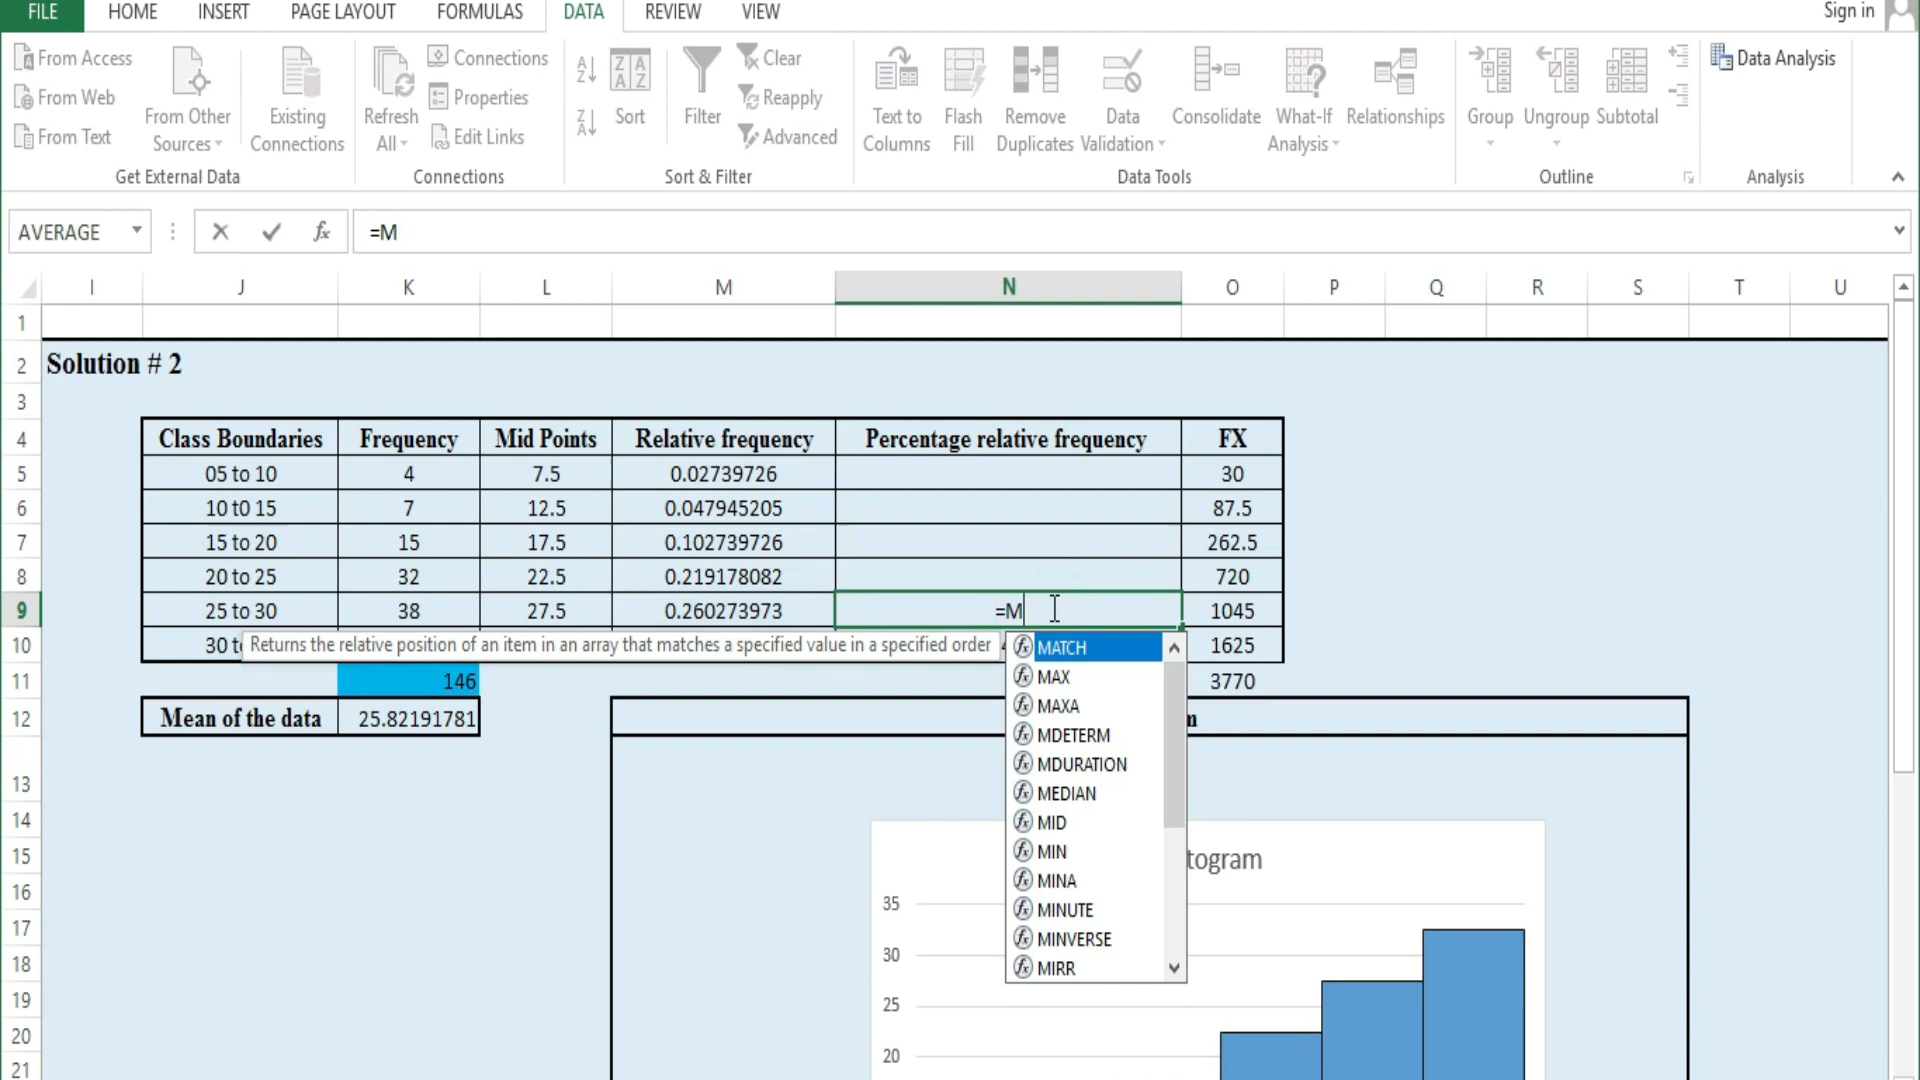 FILE HOME INSERT PAGE LAYOUT FORMULAS DATA REVIEW VIEW Sign in
From Access
From Web
From Text
From Other Sources
Existing Connections
Get External Data
Refresh All
Connections
Properties
Edit Links
Connections
A Z
Z A
Z A A Z
Sort
Filter
Clear
Reapply
Advanced
Sort & Filter
Text to Columns
Flash Fill
Remove Duplicates
Data Validation
Consolidate
What-If Analysis
Relationships
Data Tools
Group
Ungroup
Subtotal
Outline
Data Analysis
Analysis
AVERAGE fx =M
I J K L M N O P Q R S T U
1
2 Solution # 2
3
4 Class Boundaries Frequency Mid Points Relative frequency Percentage relative frequency FX
5 05 to 10 4 7.5 0.02739726 30
6 10 t0 15 7 12.5 0.047945205 87.5
7 15 to 20 15 17.5 0.102739726 262.5
8 20 to 25 32 22.5 0.219178082 720
9 25 to 30 38 27.5 0.260273973 =M 1045
10 30 t Returns the relative position of an item in an array that matches a specified value in a specified order 1625
11 146 3770
12 Mean of the data 25.82191781 m
13
14
15
16
17
18
19
20
21
MATCH
MAX
MAXA
MDETERM
MDURATION
MEDIAN
MID
MIN
MINA
MINUTE
MINVERSE
MIRR
togram
35
30
25
20